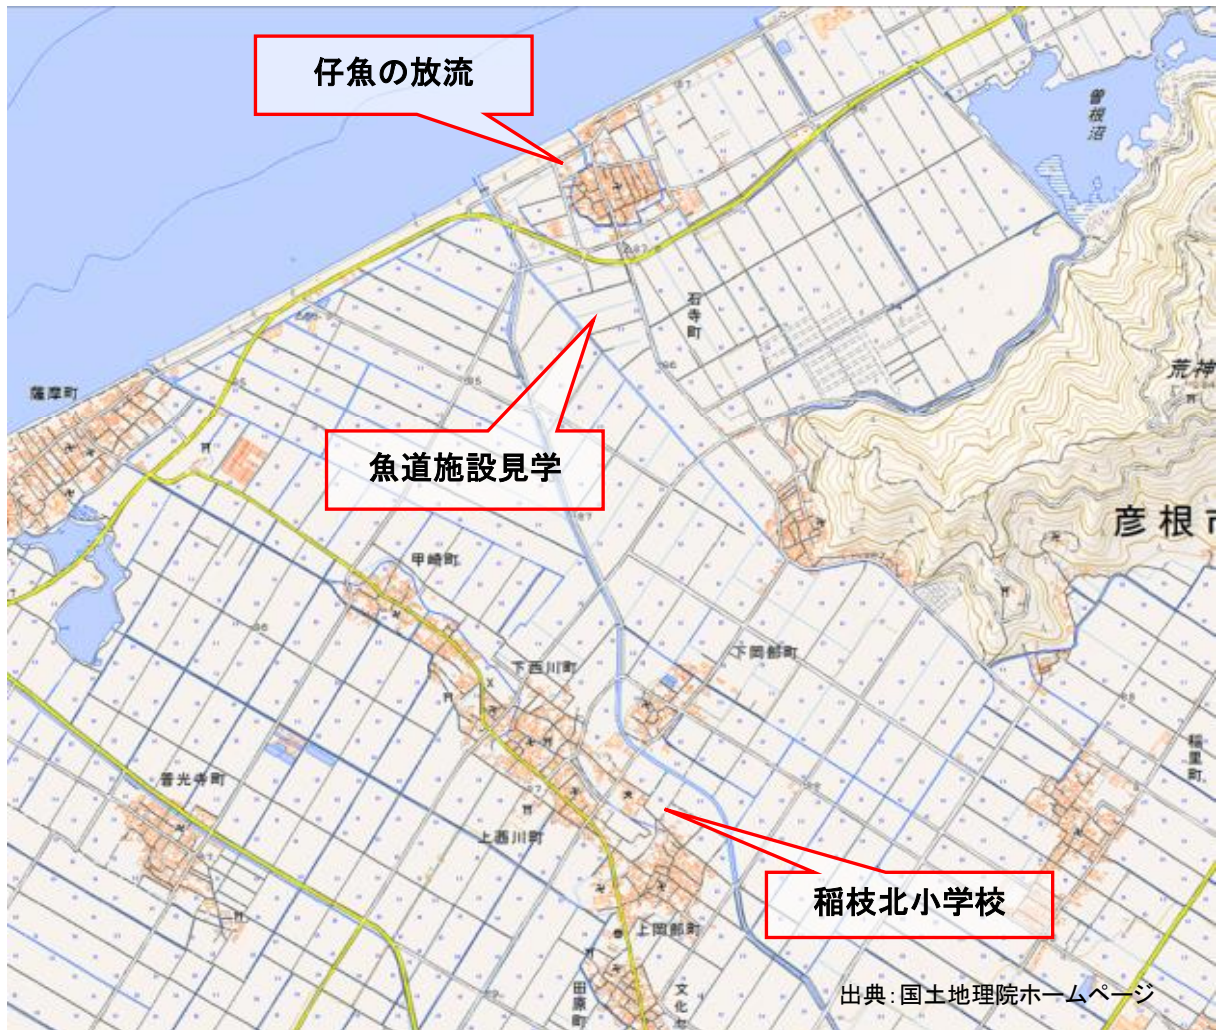 仔魚の放流
曽根沼
石寺町
荒神
薩摩町
魚道施設見学
彦根市
甲崎町
下岡部町
下西川町
稲里町
普光寺町
上西川町
稲枝北小学校
上岡部町
田原町
文化セ
出典:国土地理院ホームページ